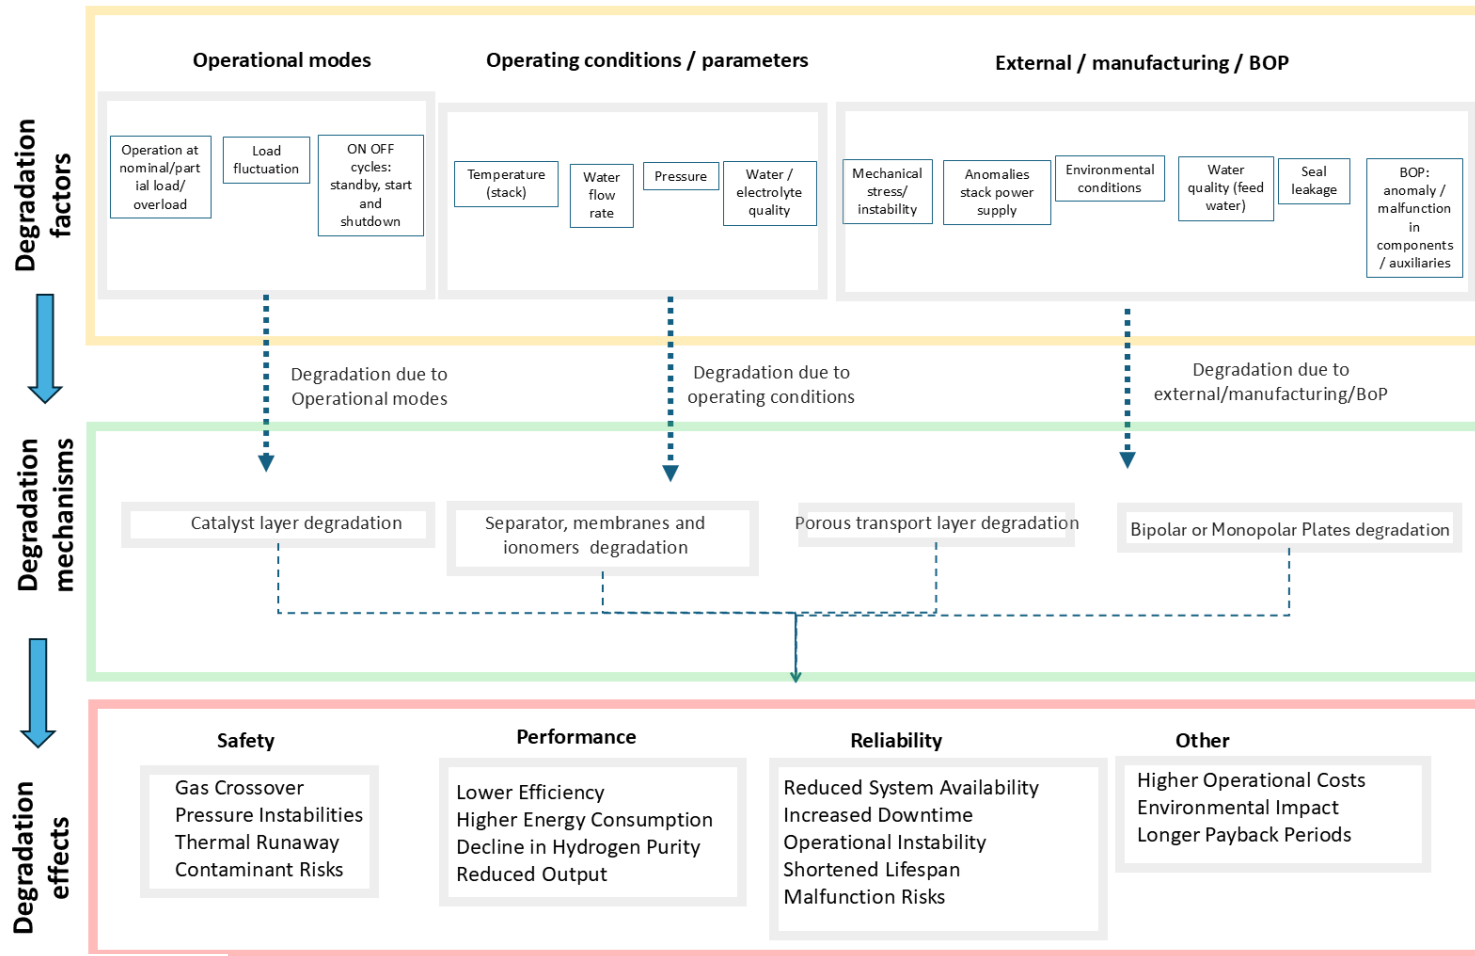 Degradation
factors
Operational modes
Operating conditions / parameters
External / manufacturing / BOP
Operation at
nominal/part
ial load/
overload
Load
fluctuation
ON OFF
cycles:
standby, start
and
shutdown
Temperature
(stack)
Water
flow
rate
Pressure
Water /
electrolyte
quality
Mechanical
stress/
instability
Anomalies
stack power
supply
Environmental
conditions
Water
quality (feed
water)
Seal
leakage
BOP:
anomaly /
malfunction
in
components
/ auxiliaries
Degradation due to
Operational modes
Degradation due to
operating conditions
Degradation due to
external/manufacturing/BoP
Degradation
mechanisms
Catalyst layer degradation
Separator, membranes and
ionomers degradation
Porous transport layer degradation
Bipolar or Monopolar Plates degradation
Degradation
effects
Safety
Gas Crossover
Pressure Instabilities
Thermal Runaway
Contaminant Risks
Performance
Lower Efficiency
Higher Energy Consumption
Decline in Hydrogen Purity
Reduced Output
Reliability
Reduced System Availability
Increased Downtime
Operational Instability
Shortened Lifespan
Malfunction Risks
Other
Higher Operational Costs
Environmental Impact
Longer Payback Periods